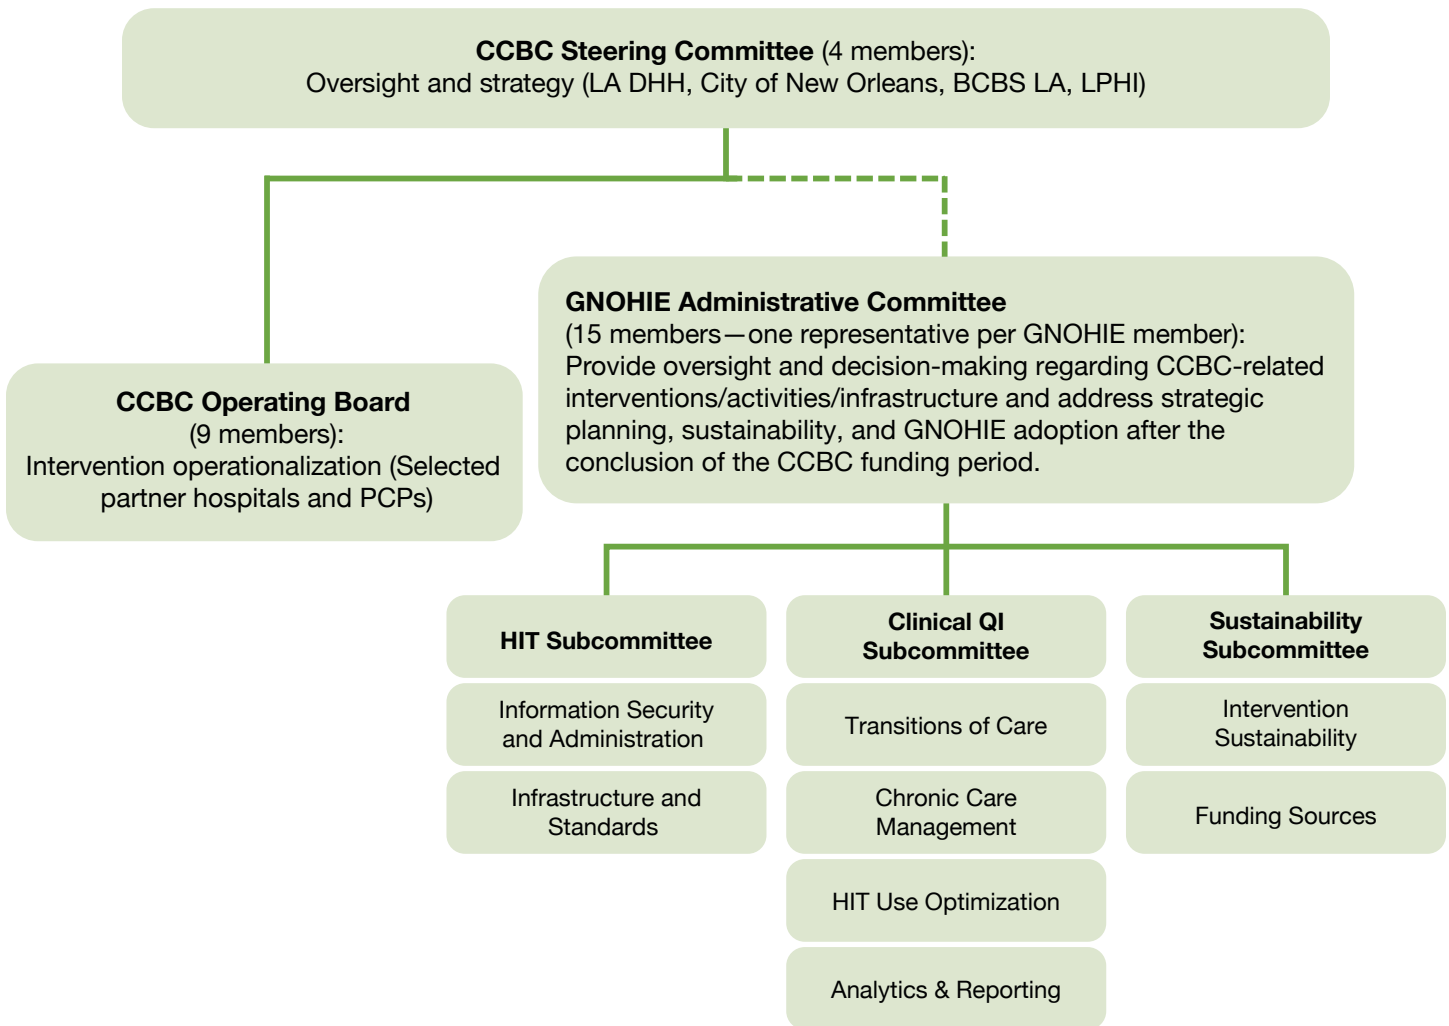 CCBC Steering Committee (4 members):
Oversight and strategy (LA DHH, City of New Orleans, BCBS LA, LPHI)
GNOHIE Administrative Committee
(15 members—one representative per GNOHIE member):
Provide oversight and decision-making regarding CCBC-related
interventions/activities/infrastructure and address strategic
planning, sustainability, and GNOHIE adoption after the
conclusion of the CCBC funding period.
CCBC Operating Board
(9 members):
Intervention operationalization (Selected
partner hospitals and PCPs)
HIT Subcommittee
Information Security
and Administration
Infrastructure and
Standards
Clinical QI
Subcommittee
Transitions of Care
Chronic Care
Management
HIT Use Optimization
Analytics & Reporting
Sustainability
Subcommittee
Intervention
Sustainability
Funding Sources